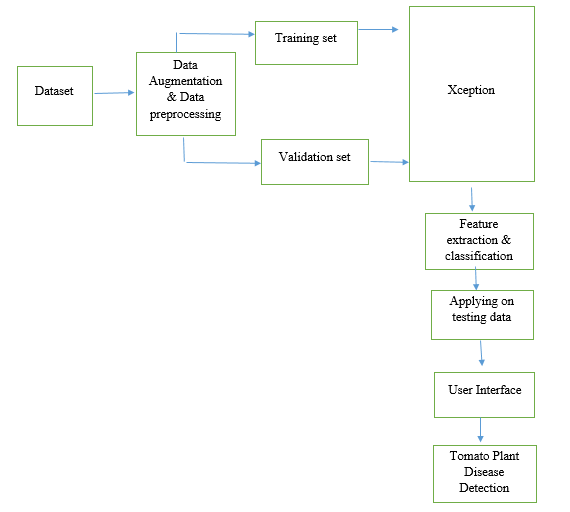 Dataset
Data
Augmentation
& Data
preprocessing
Training set
Validation set
Xception
Feature
extraction &
classification
Applying on
testing data
User Interface
Tomato Plant
Disease
Detection